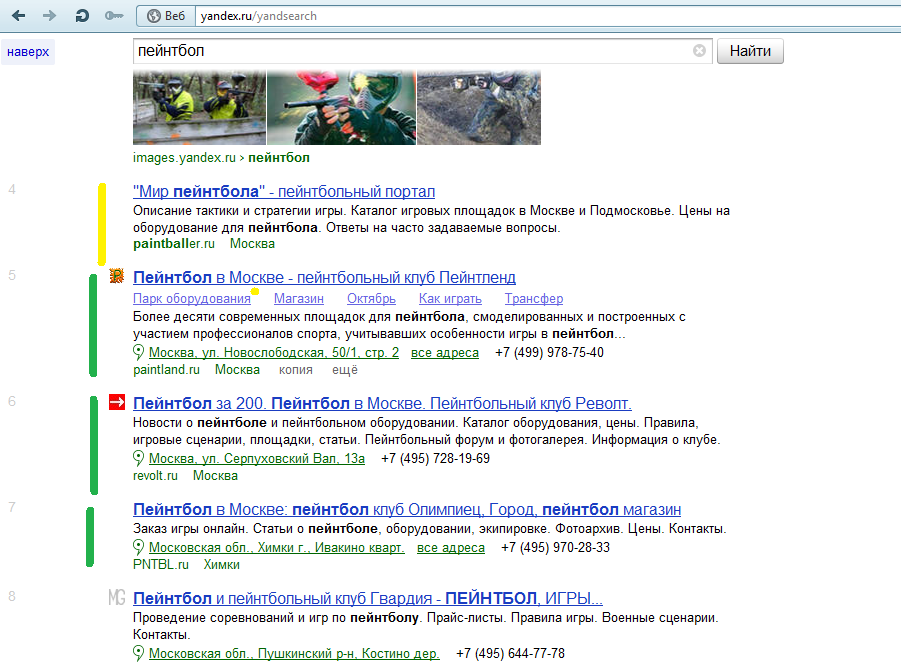 Веб yandex.ru/yandsearch
наверх
пейнтбол
Найти
images.yandex.ru › пейнтбол
4
"Мир пейнтбола" - пейнтбольный портал
Описание тактики и стратегии игры. Каталог игровых площадок в Москве и Подмосковье. Цены на
оборудование для пейнтбола. Ответы на часто задаваемые вопросы.
paintballer.ru Москва
5
Пейнтбол в Москве - пейнтбольный клуб Пейнтленд
Парк оборудования Магазин Октябрь Как играть Трансфер
Более десяти современных площадок для пейнтбола, смоделированных и построенных с
участием профессионалов спорта, учитывавших особенности игры в пейнтбол...
Москва, ул. Новослободская, 50/1, стр. 2 все адреса +7 (499) 978-75-40
paintland.ru Москва копия ещё
6
Пейнтбол за 200. Пейнтбол в Москве. Пейнтбольный клуб Револт.
Новости о пейнтболе и пейнтбольном оборудовании. Каталог оборудования, цены. Правила,
игровые сценарии, площадки, статьи. Пейнтбольный форум и фотогалерея. Информация о клубе.
Москва, ул. Серпуховский Вал, 13а +7 (495) 728-19-69
revolt.ru Москва
7
Пейнтбол в Москве: пейнтбол клуб Олимпиец, Город, пейнтбол магазин
Заказ игры онлайн. Статьи о пейнтболе, оборудовании, экипировке. Фотоархив. Цены. Контакты.
Московская обл., Химки г., Ивакино кварт. все адреса +7 (495) 970-28-33
PNTBL.ru Химки
8
MG
Пейнтбол и пейнтбольный клуб Гвардия - ПЕЙНТБОЛ, ИГРЫ...
Проведение соревнований и игр по пейнтболу. Прайс-листы. Правила игры. Военные сценарии.
Контакты.
Московская обл., Пушкинский р-н, Костино дер. +7 (495) 644-77-78